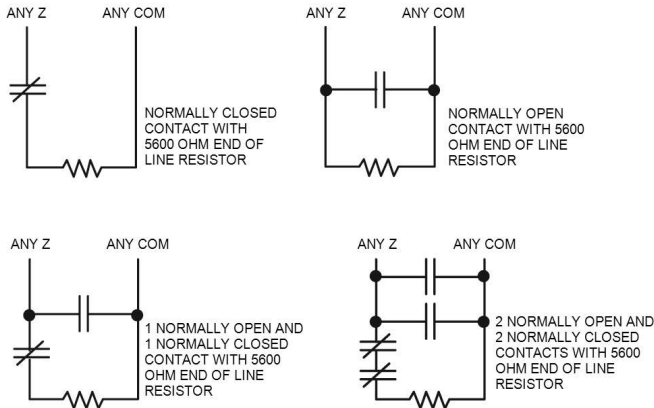 ANY Z ANY COM
NORMALLY CLOSED
CONTACT WITH
5600 OHM END OF
LINE RESISTOR
ANY Z ANY COM
NORMALLY OPEN
CONTACT WITH 5600
OHM END OF LINE
RESISTOR
ANY Z ANY COM
1 NORMALLY OPEN AND
1 NORMALLY CLOSED
CONTACT WITH 5600
OHM END OF LINE
RESISTOR
ANY Z ANY COM
2 NORMALLY OPEN AND
2 NORMALLY CLOSED
CONTACTS WITH 5600
OHM END OF LINE
RESISTOR